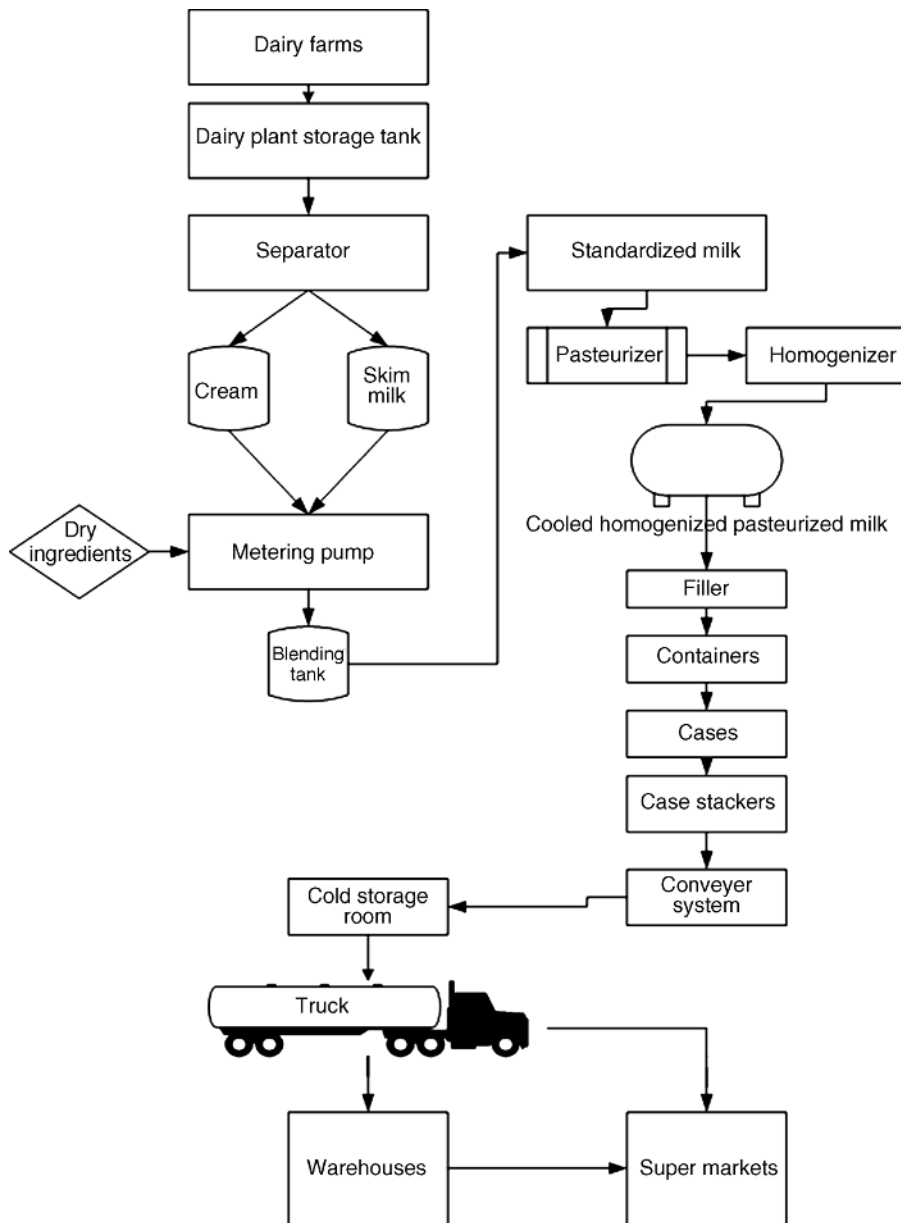 Dairy farms
Dairy plant storage tank
Separator
Cream
Skim
milk
Dry
ingredients
Metering pump
Blending
tank
Standardized milk
Pasteurizer
Homogenizer
Cooled homogenized pasteurized milk
Filler
Containers
Cases
Case stackers
Conveyer
system
Cold storage
room
Truck
Warehouses
Super markets